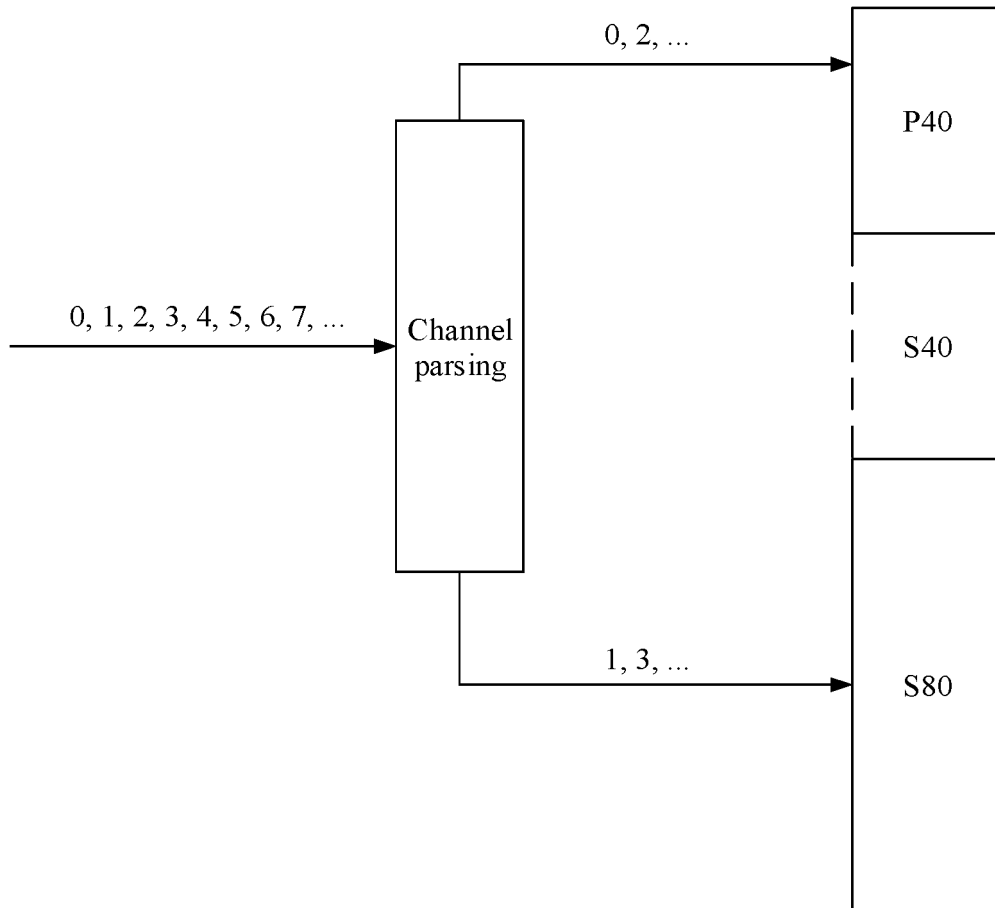 0, 2, ...
P40
0, 1, 2, 3, 4, 5, 6, 7, ...
Channel
parsing
S40
1, 3, ...
S80